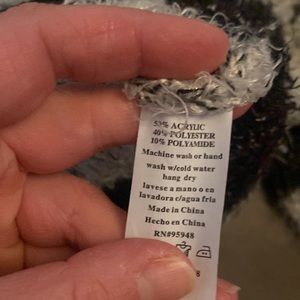 ACRYLIC
40% POLYESTER
10% POLYAMIDE
Machine wash or hand
wash w/cold water
hang dry
lavese a mano o en
lavadora c/agua fria
Made in China
Hecho en China
RN#95948
8